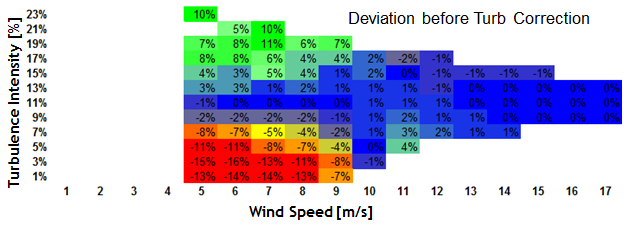 Deviation before Turb Correction
Turbulence Intensity [%]
23% 10%
21% 5% 10%
19% 7% 8% 11% 6% 7%
17% 8% 8% 6% 4% 4% 2% -2% -1%
15% 4% 3% 5% 4% 1% 2% 0% -1% -1% -1% -1%
13% 3% 3% 1% 2% 1% 1% 1% -1% 0% 0% 0% 0% 0%
11% -1% 0% 0% 0% 0% 1% 1% 1% 0% 0% 0% 0% 0%
9% -2% -2% -2% -2% -1% 1% 2% 1% 1% 0% 0% 0% 0%
7% -8% -7% -5% -4% -2% 1% 3% 2% 1% 1%
5% -11% -11% -8% -7% -4% 0% 4%
3% -15% -16% -13% -11% -8% -1%
1% -13% -14% -14% -13% -7%
1 2 3 4 5 6 7 8 9 10 11 12 13 14 15 16 17
Wind Speed [m/s]